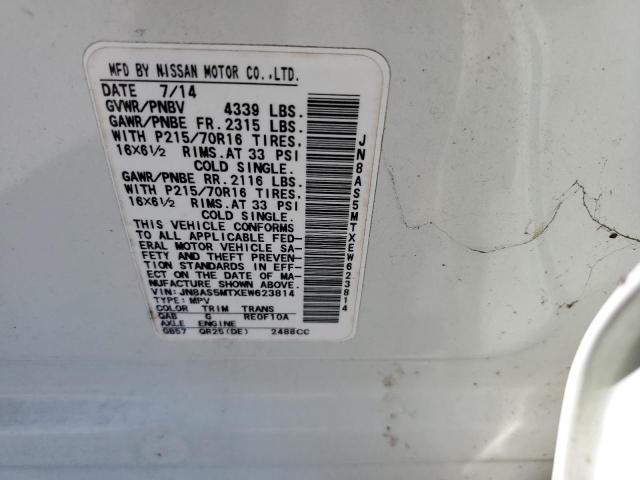 MFD BY NISSAN MOTOR CO.,LTD.
DATE 7/14
GVWR/PNBV 4339 LBS.
GAWR/PNBE FR. 2315 LBS.
WITH P215/70R16 TIRES,
16X6½ RIMS.AT 33 PSI
COLD SINGLE.
GAWR/PNBE RR. 2116 LBS.
WITH P215/70R16 TIRES,
16X6½ RIMS.AT 33 PSI
COLD SINGLE.
THIS VEHICLE CONFORMS
TO ALL APPLICABLE FED-
ERAL MOTOR VEHICLE SA-
FETY AND THEFT PREVEN-
TION STANDARDS IN EFF-
ECT ON THE DATE OF MA-
NUFACTURE SHOWN ABOVE.
VIN:JN8AS5MTXEW623814
TYPE: MPV
COLOR TRIM TRANS
QAB G RE0F10A
AXLE ENGINE
GB57 QR25(DE) 2488CC
JN8AS5MTXEW623814